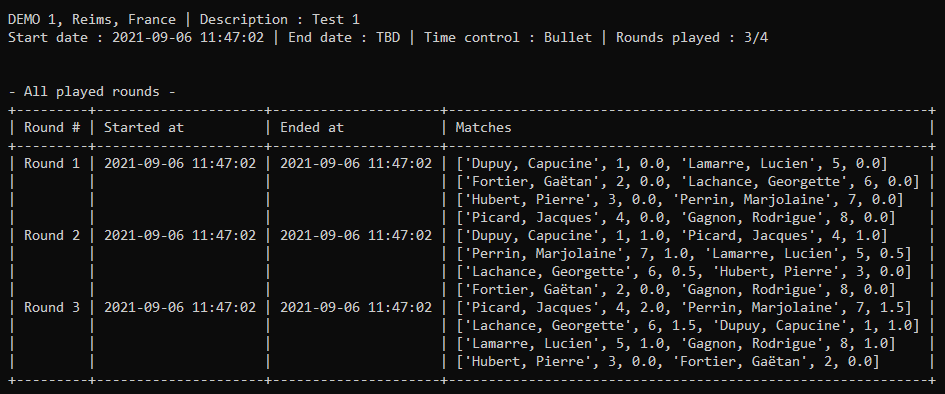 DEMO 1, Reims, France | Description : Test 1
Start date : 2021-09-06 11:47:02 | End date : TBD | Time control : Bullet | Rounds played : 3/4
- All played rounds -
+---------+---------------------+---------------------+-----------------------------------------------------------+
| Round # | Started at          | Ended at            | Matches                                                   |
+---------+---------------------+---------------------+-----------------------------------------------------------+
| Round 1 | 2021-09-06 11:47:02 | 2021-09-06 11:47:02 | ['Dupuy, Capucine', 1, 0.0, 'Lamarre, Lucien', 5, 0.0]     |
|         |                     |                     | ['Fortier, Gaëtan', 2, 0.0, 'Lachance, Georgette', 6, 0.0] |
|         |                     |                     | ['Hubert, Pierre', 3, 0.0, 'Perrin, Marjolaine', 7, 0.0]   |
|         |                     |                     | ['Picard, Jacques', 4, 0.0, 'Gagnon, Rodrigue', 8, 0.0]    |
| Round 2 | 2021-09-06 11:47:02 | 2021-09-06 11:47:02 | ['Dupuy, Capucine', 1, 1.0, 'Picard, Jacques', 4, 1.0]     |
|         |                     |                     | ['Perrin, Marjolaine', 7, 1.0, 'Lamarre, Lucien', 5, 0.5]  |
|         |                     |                     | ['Lachance, Georgette', 6, 0.5, 'Hubert, Pierre', 3, 0.0]  |
|         |                     |                     | ['Fortier, Gaëtan', 2, 0.0, 'Gagnon, Rodrigue', 8, 0.0]    |
| Round 3 | 2021-09-06 11:47:02 | 2021-09-06 11:47:02 | ['Picard, Jacques', 4, 2.0, 'Perrin, Marjolaine', 7, 1.5]  |
|         |                     |                     | ['Lachance, Georgette', 6, 1.5, 'Dupuy, Capucine', 1, 1.0] |
|         |                     |                     | ['Lamarre, Lucien', 5, 1.0, 'Gagnon, Rodrigue', 8, 1.0]    |
|         |                     |                     | ['Hubert, Pierre', 3, 0.0, 'Fortier, Gaëtan', 2, 0.0]      |
+---------+---------------------+---------------------+-----------------------------------------------------------+